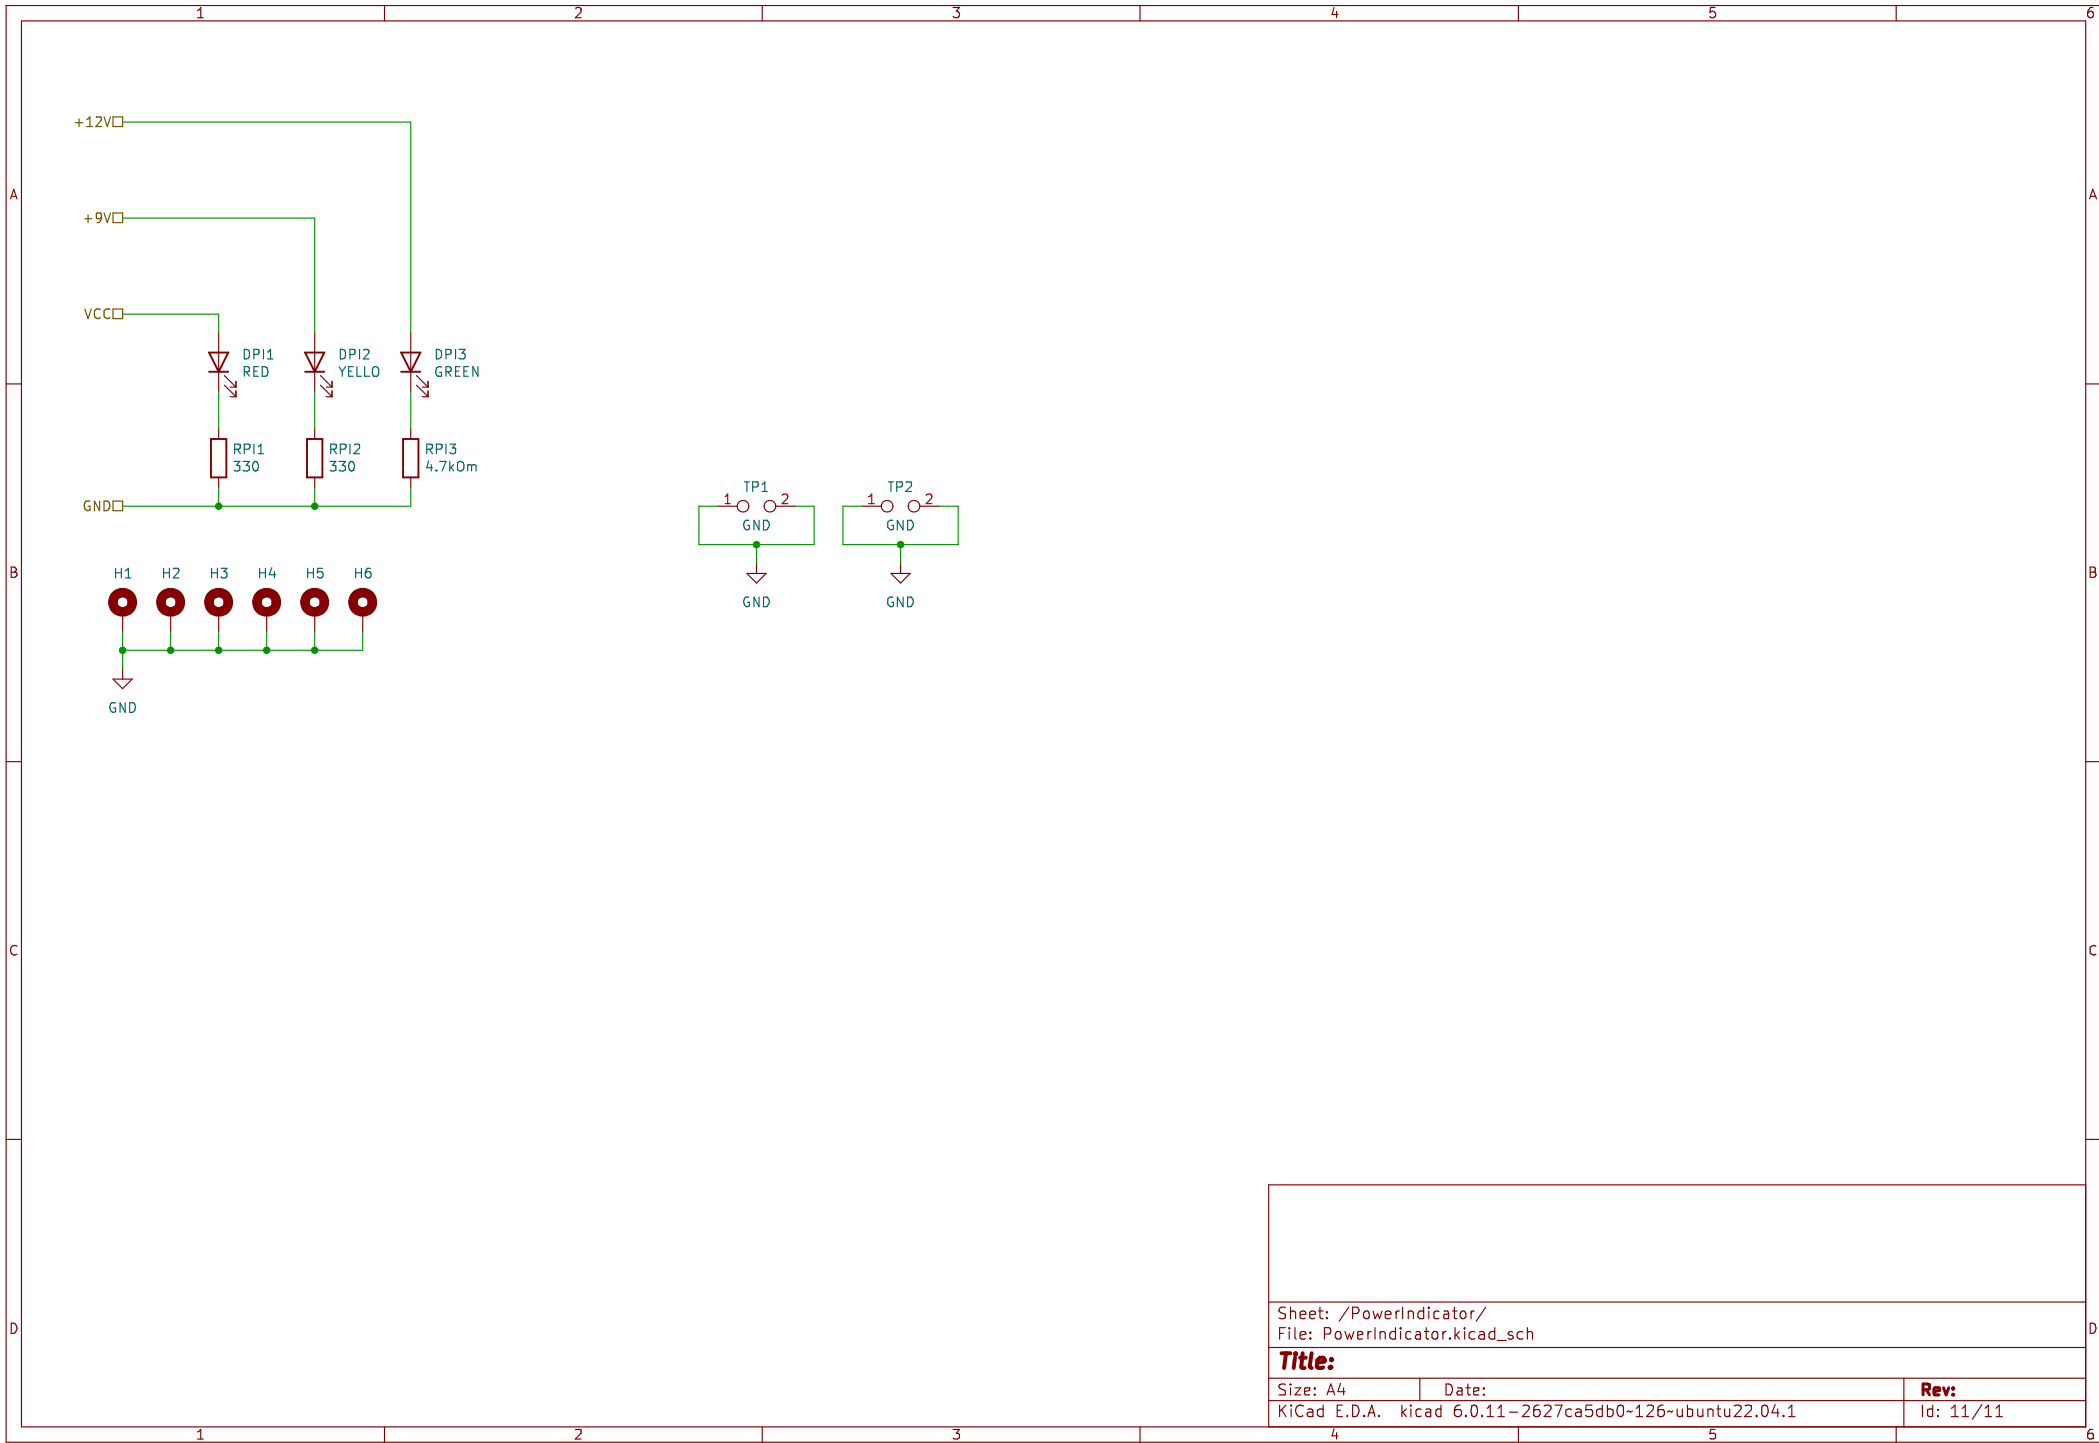 1 2 3 4 5 6
+12V
A A
+9V
VCC
DPI1 DPI2 DPI3
RED YELLO GREEN
RPI1 RPI2 RPI3
330 330 4.7kOm
TP1 TP2
1 2 1 2
GND
GND GND
B B
H1 H2 H3 H4 H5 H6
GND GND
GND
C C
Sheet: /PowerIndicator/
D D
File: PowerIndicator.kicad_sch
Title:
Size: A4 Date: Rev:
KiCad E.D.A. kicad 6.0.11-2627ca5db0~126~ubuntu22.04.1 Id: 11/11
1 2 3 4 5 6